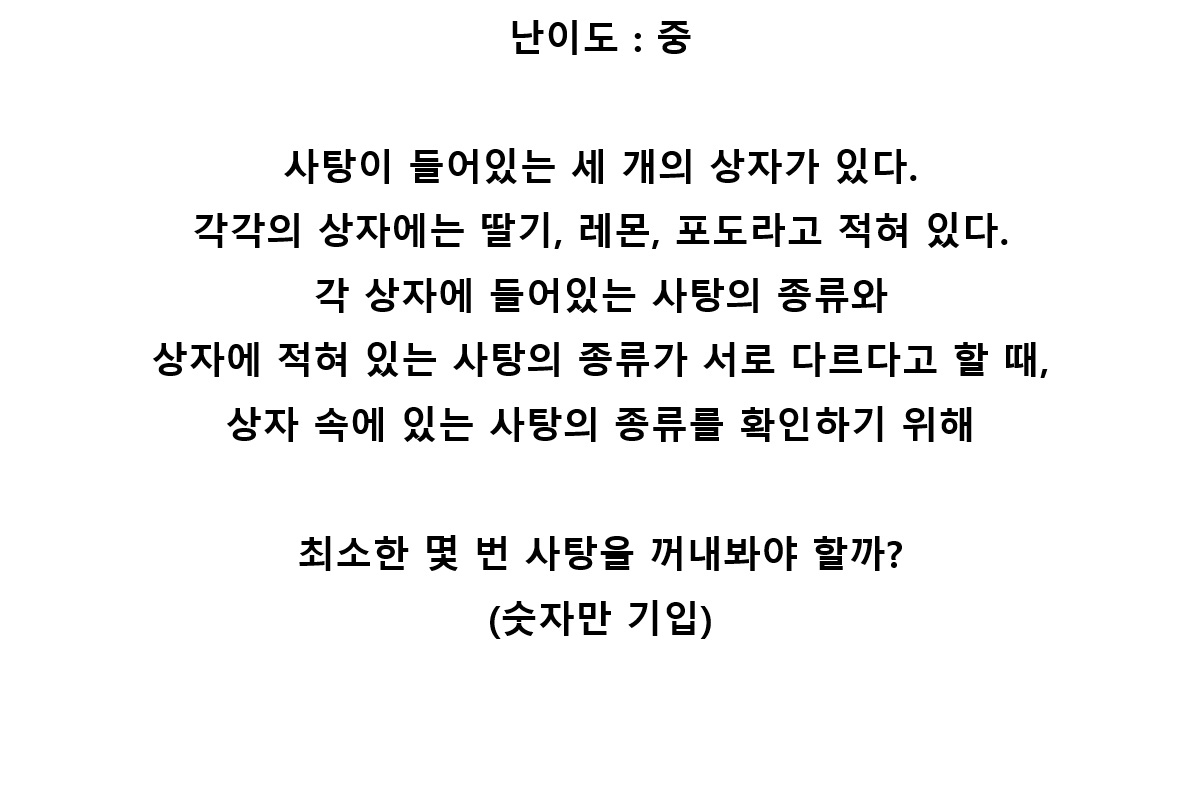 난이도 : 중
사탕이 들어있는 세 개의 상자가 있다.
각각의 상자에는 딸기, 레몬, 포도라고 적혀 있다.
각 상자에 들어있는 사탕의 종류와
상자에 적혀 있는 사탕의 종류가 서로 다르다고 할 때,
상자 속에 있는 사탕의 종류를 확인하기 위해
최소한 몇 번 사탕을 꺼내봐야 할까?
(숫자만 기입)